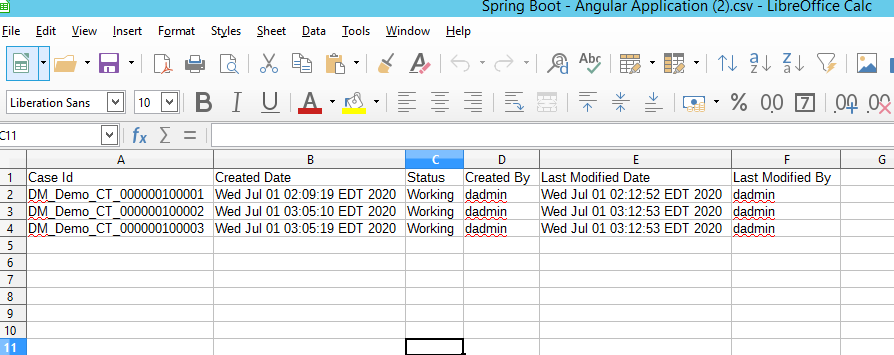 Spring Boot - Angular Application (2).csv - LibreOffice Calc
File Edit View Insert Format Styles Sheet Data Tools Window Help
Liberation Sans 10 B I U A % 00 7 .00 00
C11 fx Σ =
A B C D E F G
1 Case Id Created Date Status Created By Last Modified Date Last Modified By
2 DM_Demo_CT_000000100001 Wed Jul 01 02:09:19 EDT 2020 Working dadmin Wed Jul 01 02:12:52 EDT 2020 dadmin
3 DM_Demo_CT_000000100002 Wed Jul 01 03:05:10 EDT 2020 Working dadmin Wed Jul 01 03:12:53 EDT 2020 dadmin
4 DM_Demo_CT_000000100003 Wed Jul 01 03:05:19 EDT 2020 Working dadmin Wed Jul 01 03:12:53 EDT 2020 dadmin
5
6
7
8
9
10
11